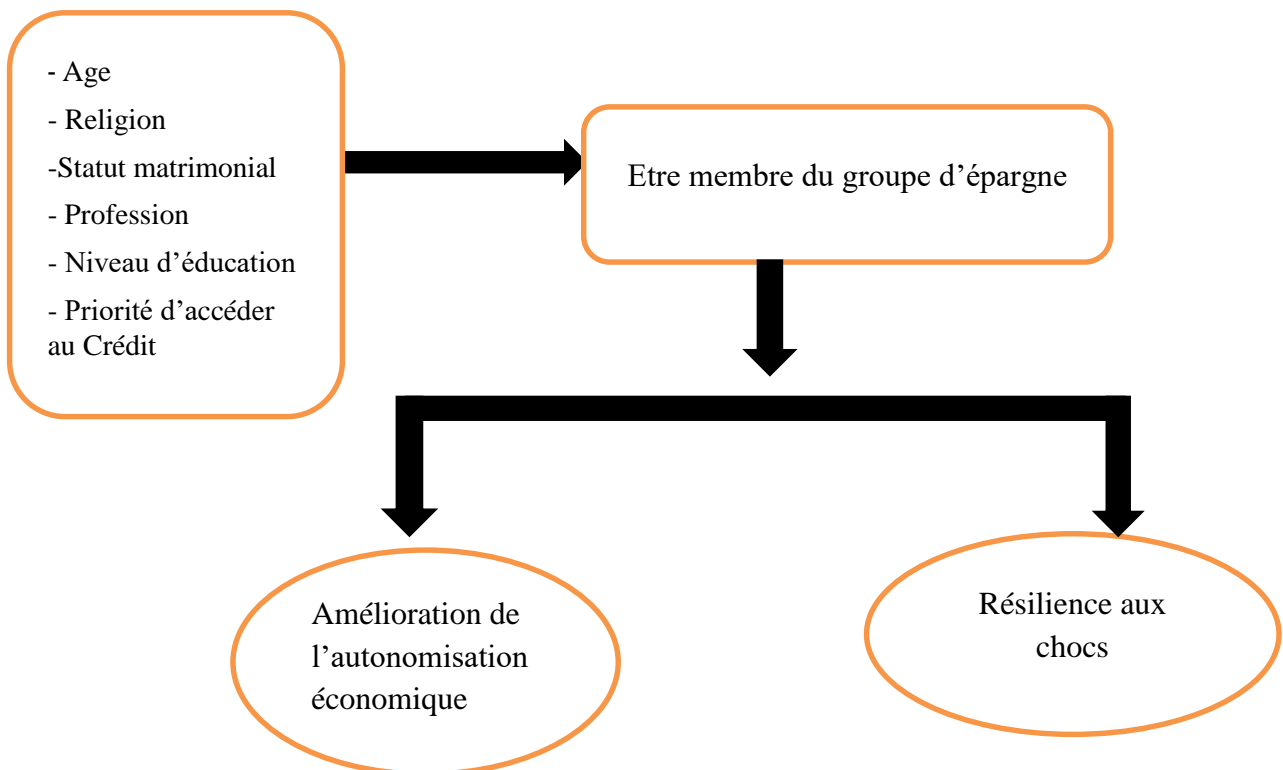 - Age
- Religion
-Statut matrimonial
- Profession
- Niveau d’éducation
- Priorité d’accéder
au Crédit
Etre membre du groupe d’épargne
Amélioration de
l’autonomisation
économique
Résilience aux
chocs